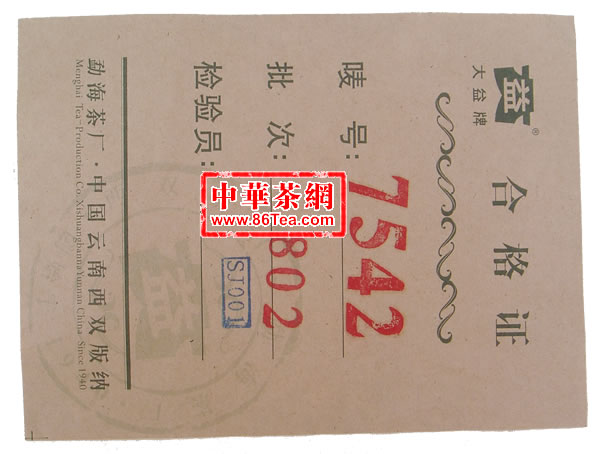 益®
大益牌
合格证
唛号:7542
批次:802
检验员:SJ001
勐海茶厂·中国云南西双版纳
Menghai Tea Production Co.Xishuangbanna Yunnan China Since 1940
中華茶網
www.86Tea.com